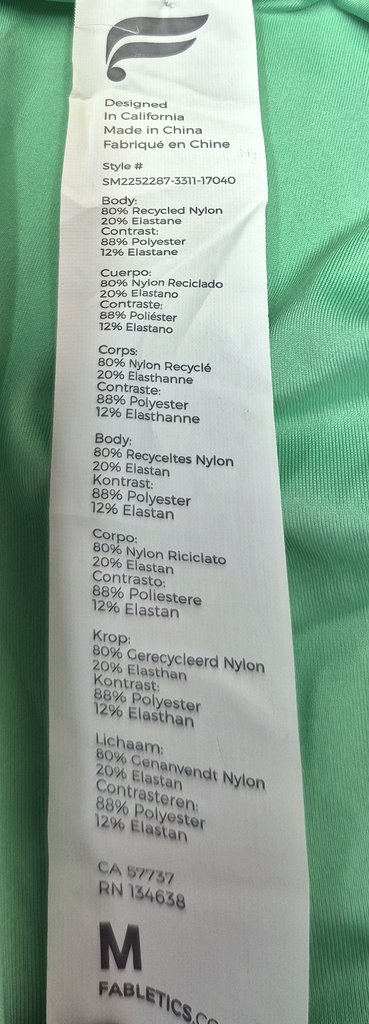 Designed
In California
Made in China
Fabriqué en Chine
Style #
SM2252287-3311-17040
Body:
80% Recycled Nylon
20% Elastane
Contrast:
88% Polyester
12% Elastane
Cuerpo:
80% Nylon Reciclado
20% Elastano
Contraste:
88% Poliéster
12% Elastano
Corps:
80% Nylon Recyclé
20% Elasthanne
Contraste:
88% Polyester
12% Elasthanne
Body:
80% Recyceltes Nylon
20% Elastan
Kontrast:
88% Polyester
12% Elastan
Corpo:
80% Nylon Riciclato
20% Elastan
Contrasto:
88% Poliestere
12% Elastan
Krop:
80% Gerecycleerd Nylon
20% Elasthan
Kontrast:
88% Polyester
12% Elasthan
Lichaam:
80% Genanvendt Nylon
20% Elastan
Contrasteren:
88% Polyester
12% Elastan
CA 57737
RN 134638
M
FABLETICS.CO